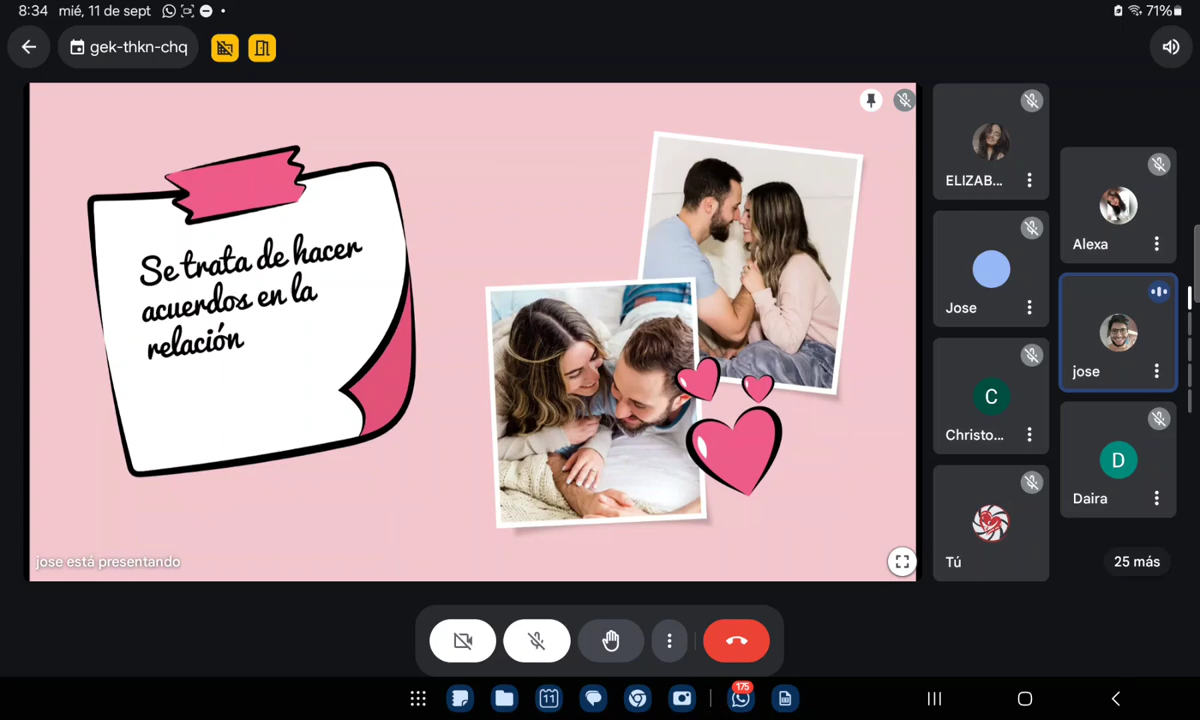 8:34 mié, 11 de sept
71%
gek-thkn-chq
Se trata de hacer
acuerdos en la
relación
jose está presentando
ELIZAB...
Jose
Christo...
C
Tú
Alexa
jose
D
Daira
25 más
11
175